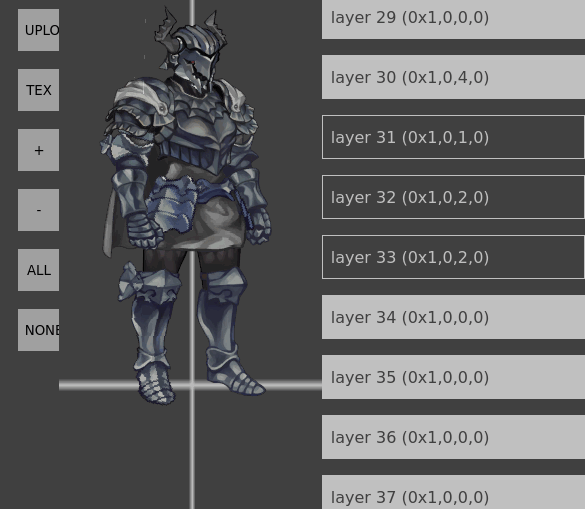 UPLO
TEX
+
-
ALL
NONE
layer 29 (0x1,0,0,0)
layer 30 (0x1,0,4,0)
layer 31 (0x1,0,1,0)
layer 32 (0x1,0,2,0)
layer 33 (0x1,0,2,0)
layer 34 (0x1,0,0,0)
layer 35 (0x1,0,0,0)
layer 36 (0x1,0,0,0)
layer 37 (0x1,0,0,0)